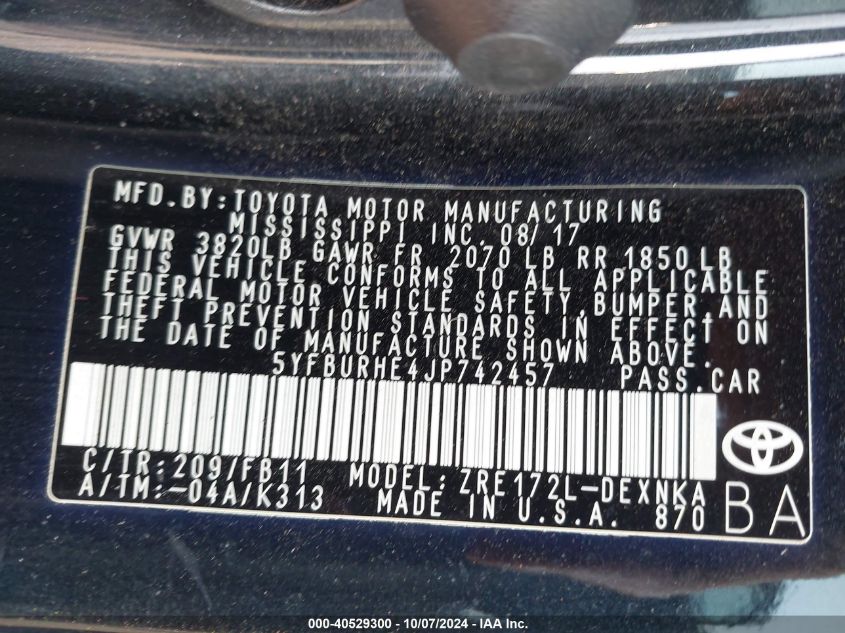 MFD.BY:TOYOTA MOTOR MANUFACTURING
MISSISSIPPI INC. 08/17
GVWR 3820LB GAWR FR 2070 LB RR 1850 LB
THIS VEHICLE CONFORMS TO ALL APPLICABLE
FEDERAL MOTOR VEHICLE SAFETY,BUMPER,AND
THEFT PREVENTION STANDARDS IN EFFECT ON
THE DATE OF MANUFACTURE SHOWN ABOVE.
5YFBURHE4JP742457 PASS.CAR
C/TR:209/FB11 MODEL:ZRE172L-DEXNKA
A/TM:-04A/K313 MADE IN U.S.A. 870
BA
000-40529300 - 10/07/2024 - IAA, Inc.